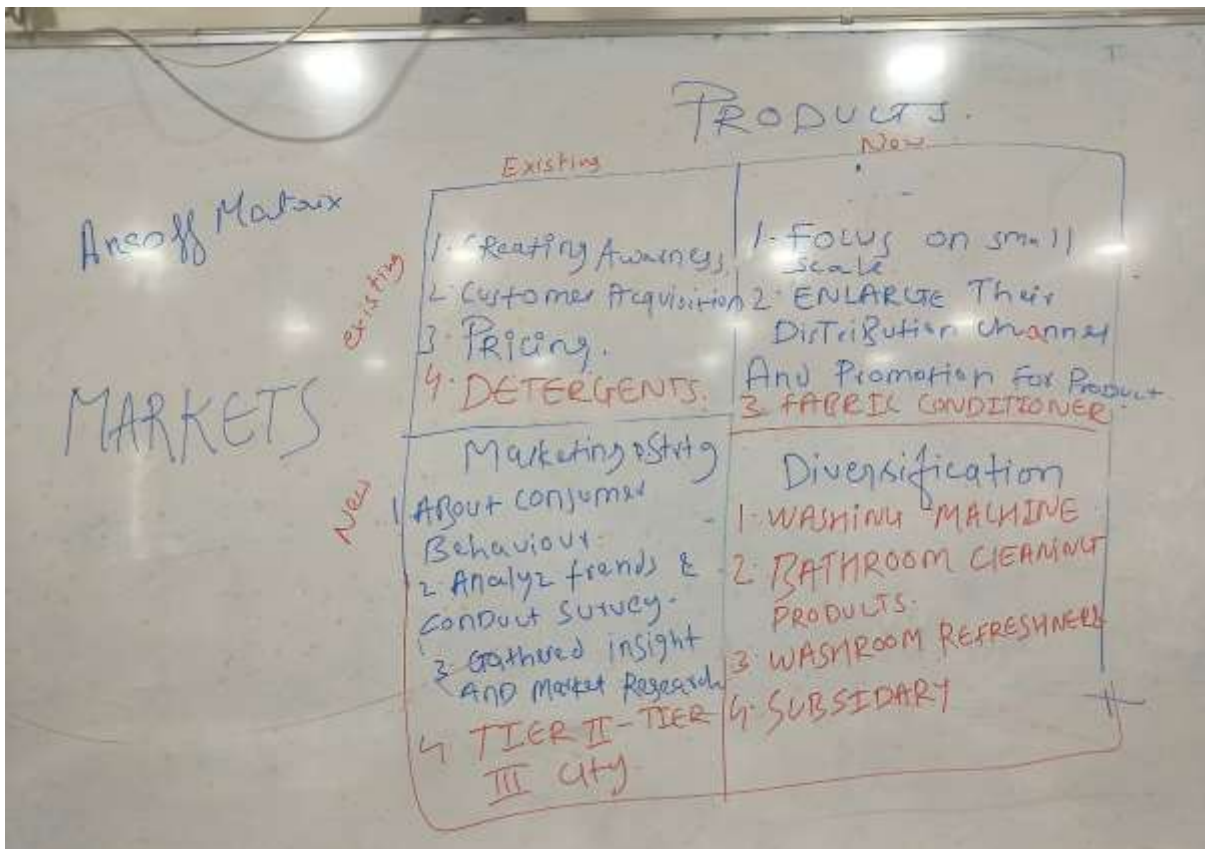 PRODUCTS.
Existing
New
Ansoff Matrix
existing
MARKETS
New
1. Creating Awarness
2. Customer Acquisition
3. Pricing.
4. DETERGENTS.
1. Focus on small
scale
2. ENLARGE Their
Distribution channel
And Promotion For Product
3. FABRIC CONDITIONER.
Marketing
1 About consumer
Behaviour.
2 Analyz trends &
conduct survey.
3 Gathered insight
AND Market Research
4 TIER II - TIER
III City.
Diversification
1. WASHING MACHINE
2. BATHROOM CLEANING
PRODUCTS.
3 WASHROOM REFRESHNERS
4. SUBSIDARY